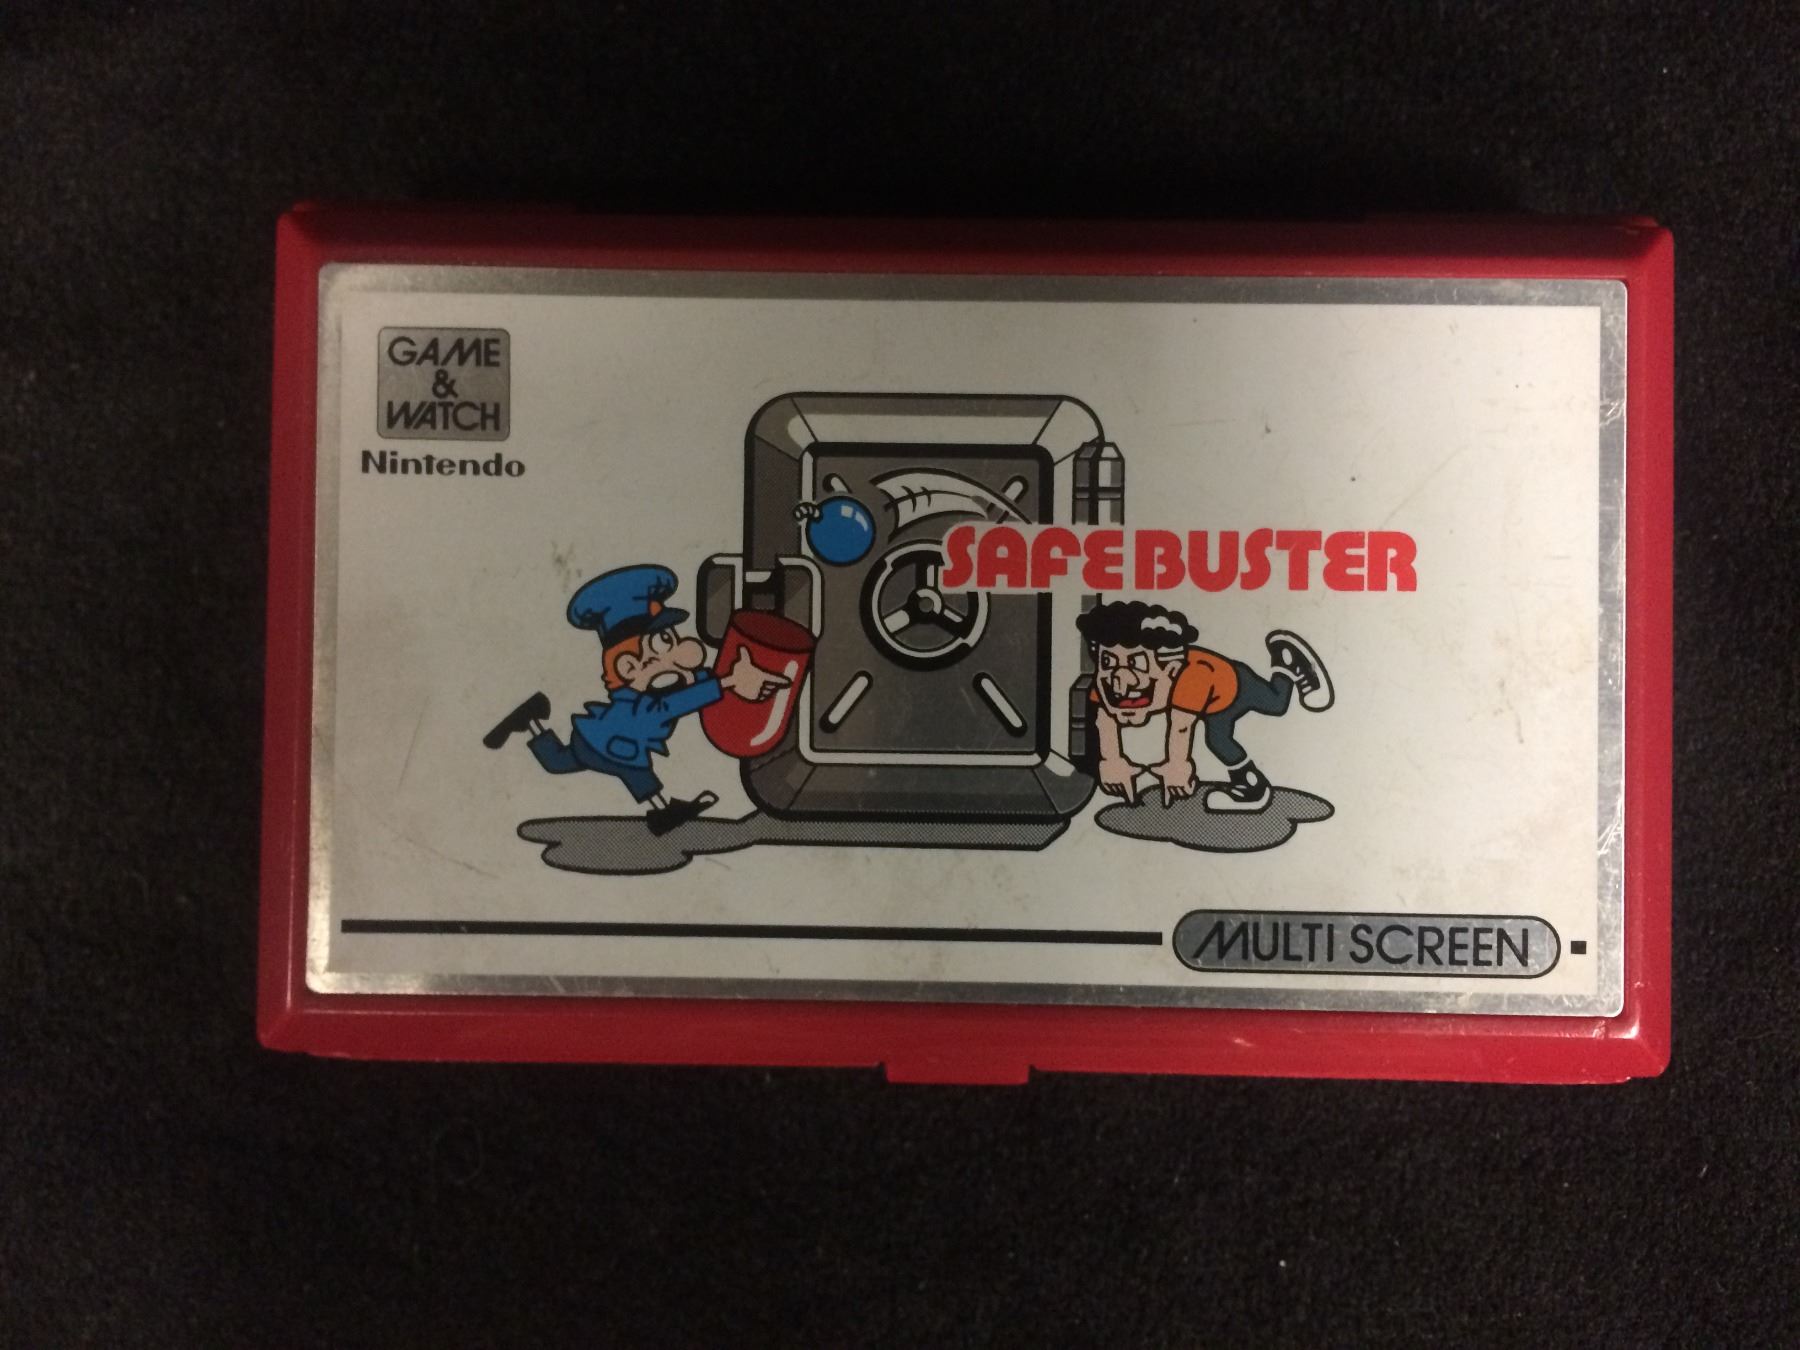 GAME
&
WATCH
Nintendo
SAFEBUSTER
MULTI SCREEN